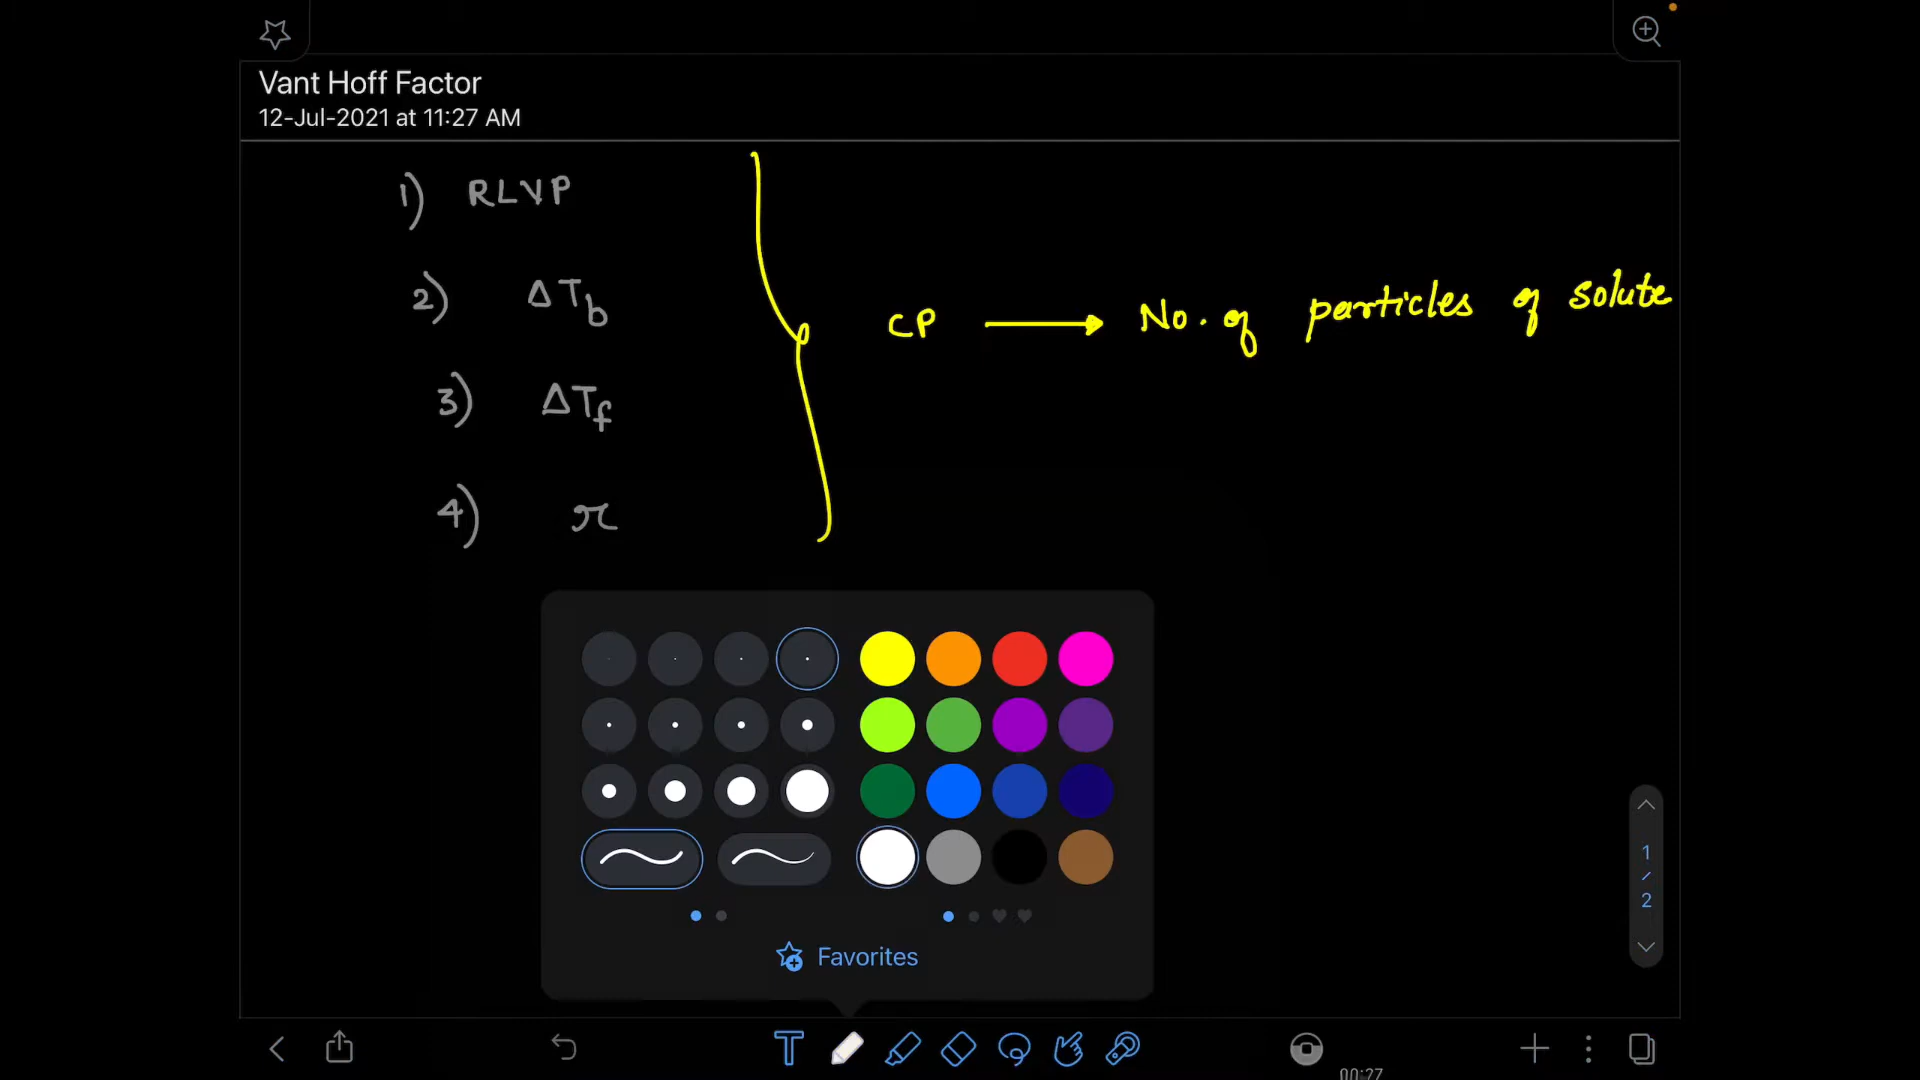 Vant Hoff Factor
12-Jul-2021 at 11:27 AM
1) RLVP
2) ΔTb
CP → No. of particles of solute
3) ΔTf
4) π
1
/
2
Favorites
T
00:27